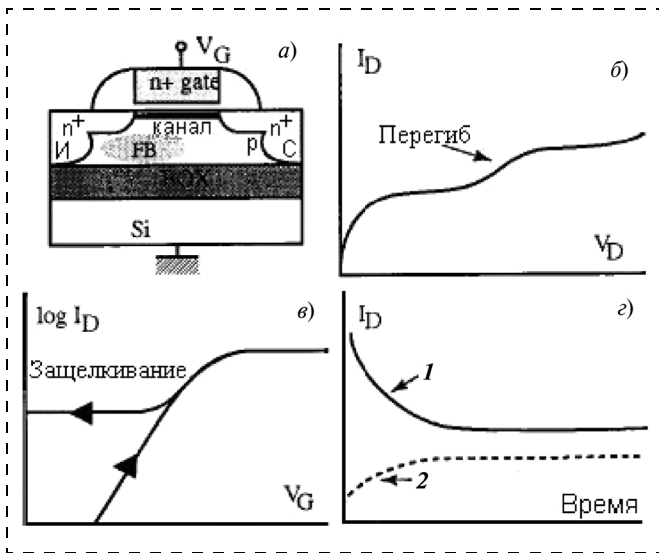 V_G
а)
n+ gate
n+
n+
канал
И
FB
p
С
BOX
Si
I_D
б)
Перегиб
V_D
log I_D
в)
Защелкивание
V_G
I_D
г)
1
2
Время